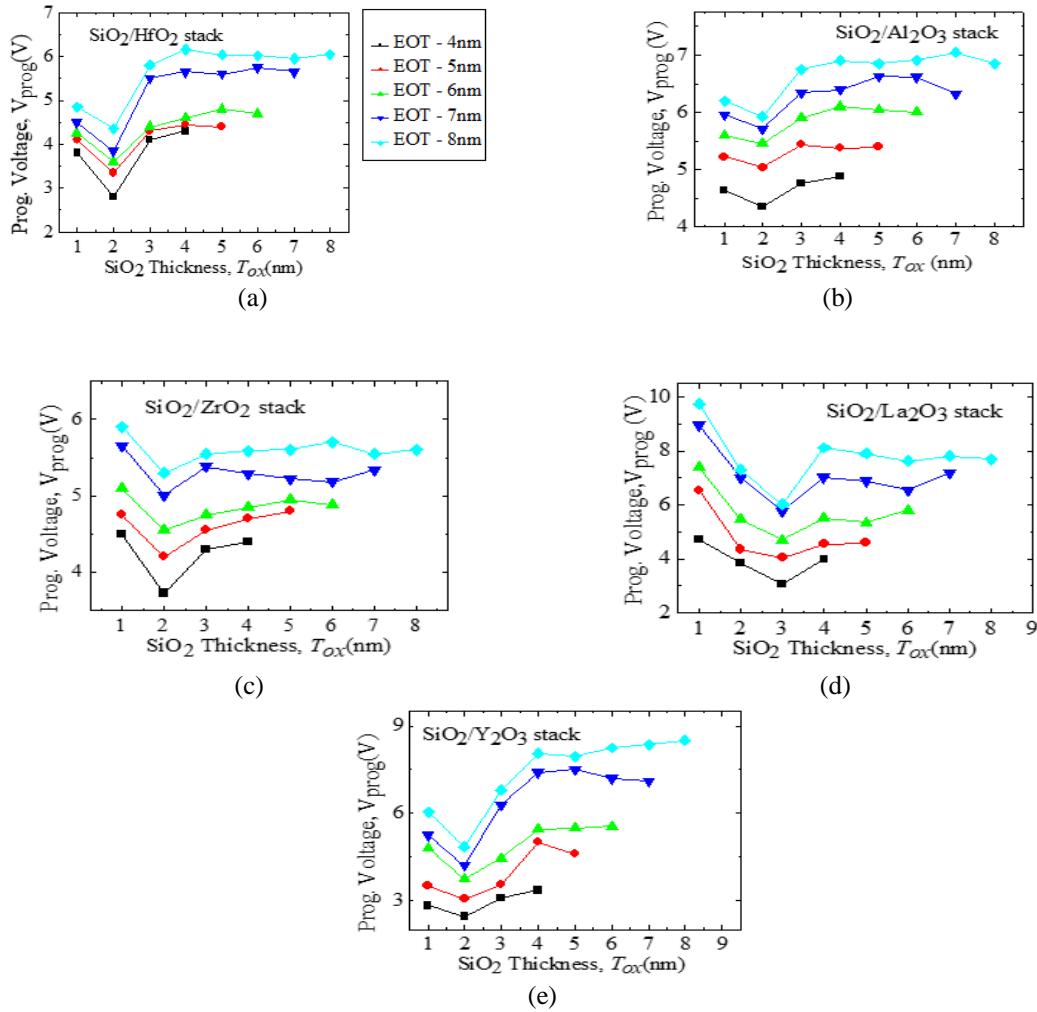 SiO2/HfO2 stack
Prog. Voltage, Vprog(V)
7
6
5
4
3
2
1 2 3 4 5 6 7 8
SiO2 Thickness, Tox(nm)
(a)
EOT - 4nm
EOT - 5nm
EOT - 6nm
EOT - 7nm
EOT - 8nm
SiO2/Al2O3 stack
Prog. Voltage, Vprog (V)
7
6
5
4
1 2 3 4 5 6 7 8
SiO2 Thickness, Tox (nm)
(b)
SiO2/ZrO2 stack
Prog. Voltage, Vprog(V)
6
5
4
1 2 3 4 5 6 7 8
SiO2 Thickness, Tox(nm)
(c)
SiO2/La2O3 stack
Prog. Voltage,Vprog (V)
10
8
6
4
2
1 2 3 4 5 6 7 8 9
SiO2 Thickness, Tox(nm)
(d)
SiO2/Y2O3 stack
Prog. Voltage, Vprog(V)
9
6
3
1 2 3 4 5 6 7 8 9
SiO2 Thickness, Tox(nm)
(e)